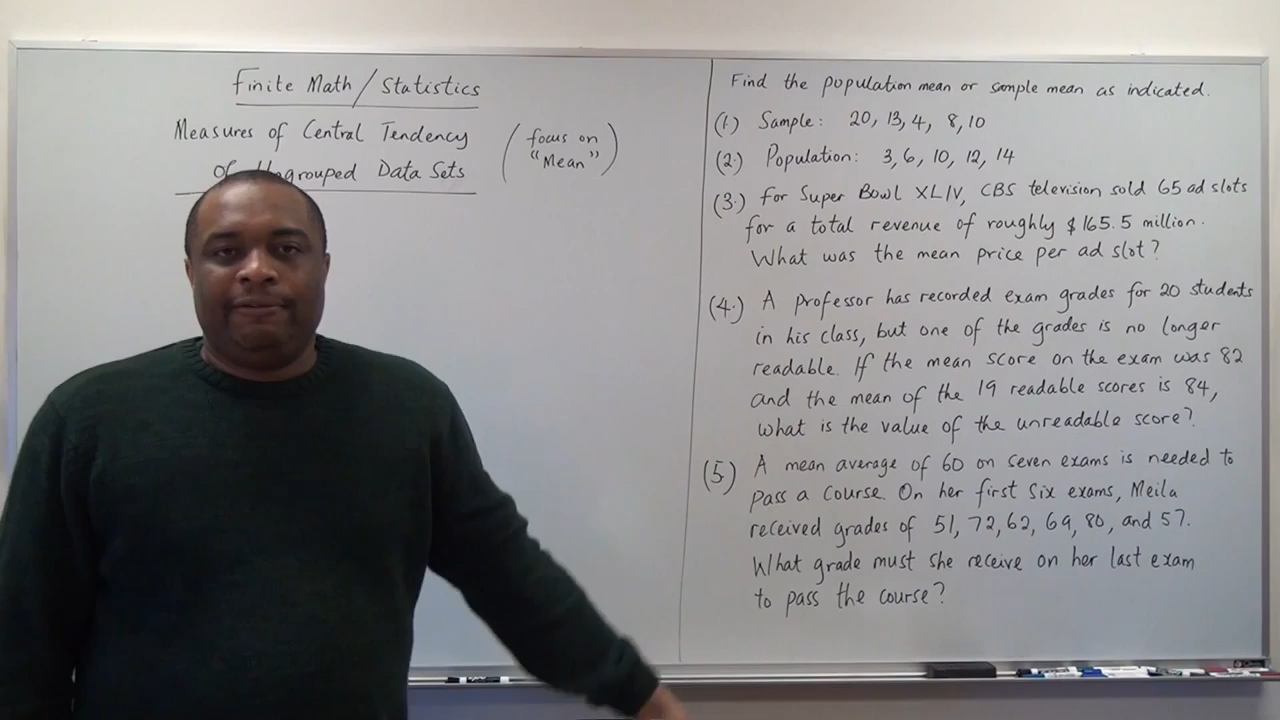 Finite Math/Statistics
Measures of Central Tendency
of Ungrouped Data Sets
(focus on
"Mean")
Find the population mean or sample mean as indicated.
(1) Sample: 20, 13, 4, 8, 10
(2.) Population: 3, 6, 10, 12, 14
(3.) For Super Bowl XLIV, CBS television sold 65 ad slots
for a total revenue of roughly $165.5 million.
What was the mean price per ad slot?
(4.) A professor has recorded exam grades for 20 students
in his class, but one of the grades is no longer
readable. If the mean score on the exam was 82
and the mean of the 19 readable scores is 84,
what is the value of the unreadable score?
(5) A mean average of 60 on seven exams is needed to
pass a course. On her first six exams, Meila
received grades of 51, 72, 62, 69, 80, and 57.
What grade must she receive on her last exam
to pass the course?